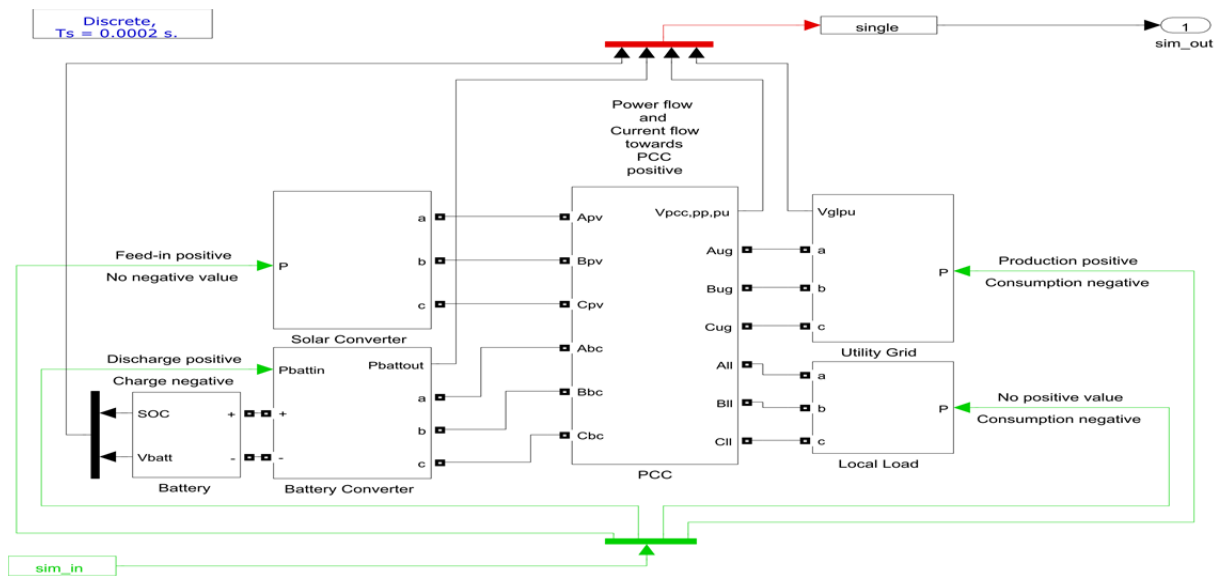 Discrete,
Ts = 0.0002 s.
single
1
sim_out
Power flow
and
Current flow
towards
PCC
positive
Feed-in positive
No negative value
P
a
b
c
Solar Converter
Apv
Bpv
Cpv
Abc
Bbc
Cbc
Vpcc,pp,pu
Aug
Bug
Cug
All
Bll
Cll
PCC
Vglpu
a
b
c
P
Utility Grid
Production positive
Consumption negative
a
b
c
P
Local Load
No positive value
Consumption negative
Discharge positive
Charge negative
Pbattin
Pbattout
+
-
a
b
c
Battery Converter
SOC
Vbatt
+
-
Battery
sim_in